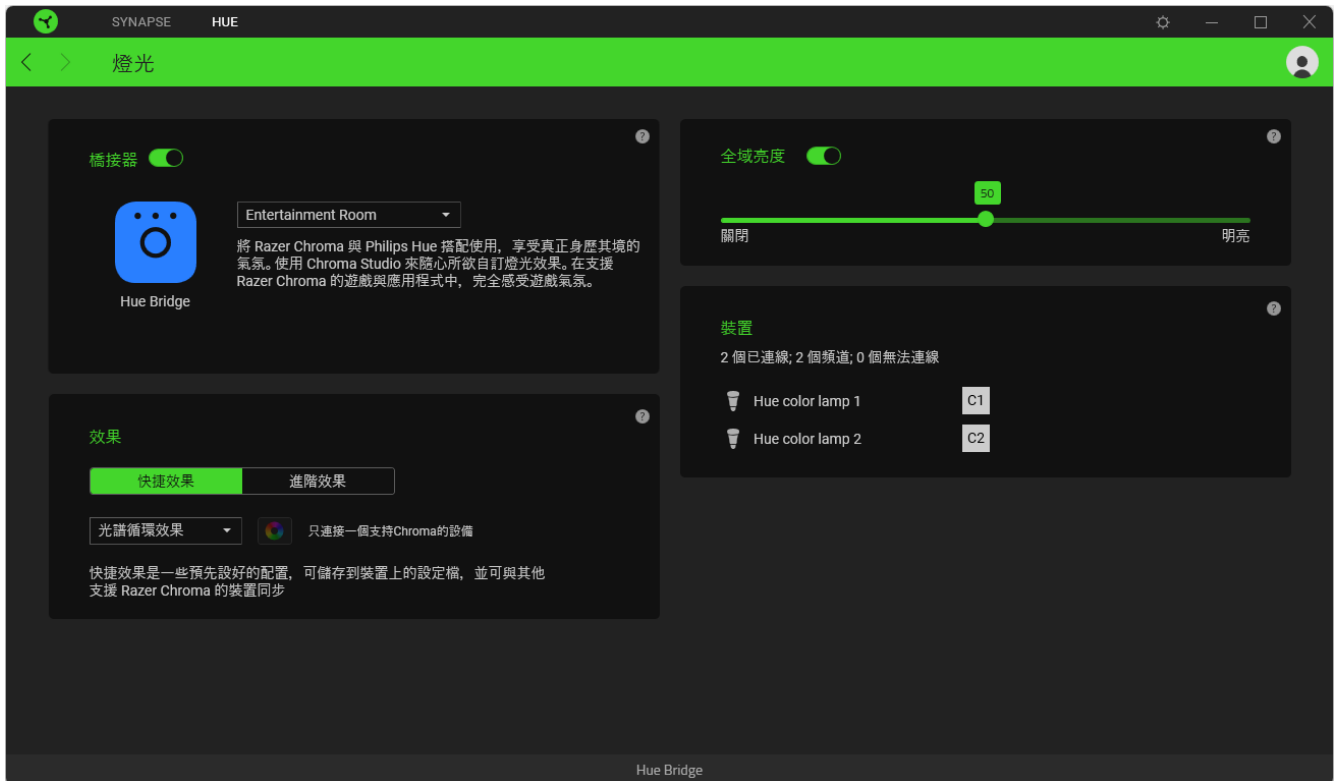 SYNAPSE HUE
燈光
橋接器
Entertainment Room
將 Razer Chroma 與 Philips Hue 搭配使用，享受真正身歷其境的
氣氛。使用 Chroma Studio 來隨心所欲自訂燈光效果。在支援
Razer Chroma 的遊戲與應用程式中，完全感受遊戲氣氛。
Hue Bridge
效果
快捷效果 進階效果
光譜循環效果 只連接一個支持Chroma的設備
快捷效果是一些預先設好的配置，可儲存到裝置上的設定檔，並可與其他
支援 Razer Chroma 的裝置同步
全域亮度
50
關閉 明亮
裝置
2 個已連線; 2 個頻道; 0 個無法連線
Hue color lamp 1 C1
Hue color lamp 2 C2
Hue Bridge